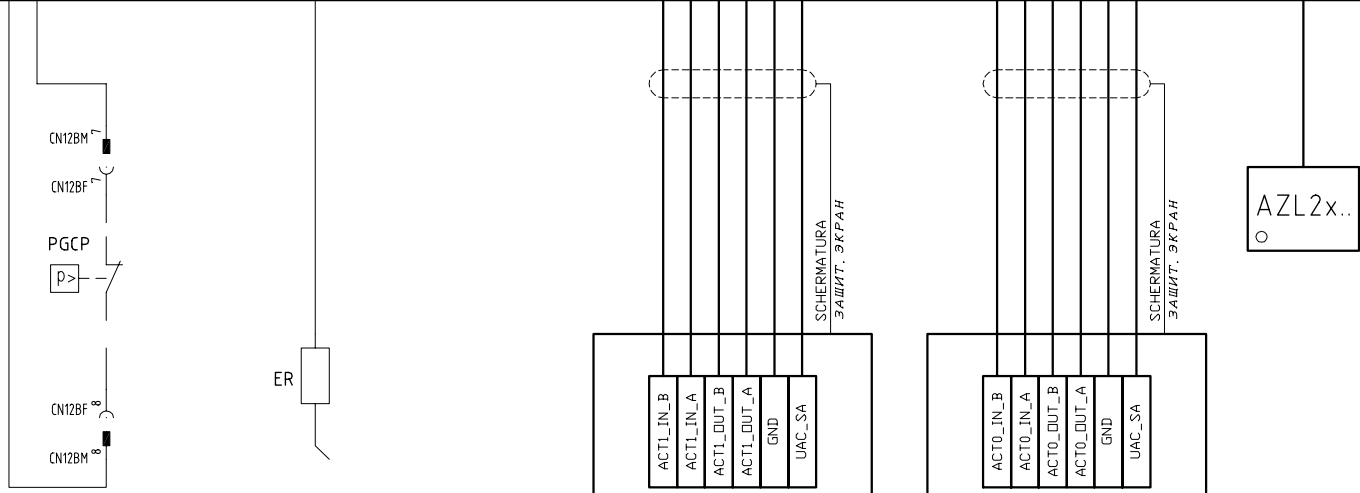 CN12BM 7
CN12BF 7
PGCP
P>
CN12BF 8
CN12BM 8
ER
SCHERMATURA
ЗАЩИТ. ЭКРАН
ACT1_IN_B
ACT1_IN_A
ACT1_OUT_B
ACT1_OUT_A
GND
UAC_SA
SCHERMATURA
ЗАЩИТ. ЭКРАН
ACT0_IN_B
ACT0_IN_A
ACT0_OUT_B
ACT0_OUT_A
GND
UAC_SA
AZL2x..